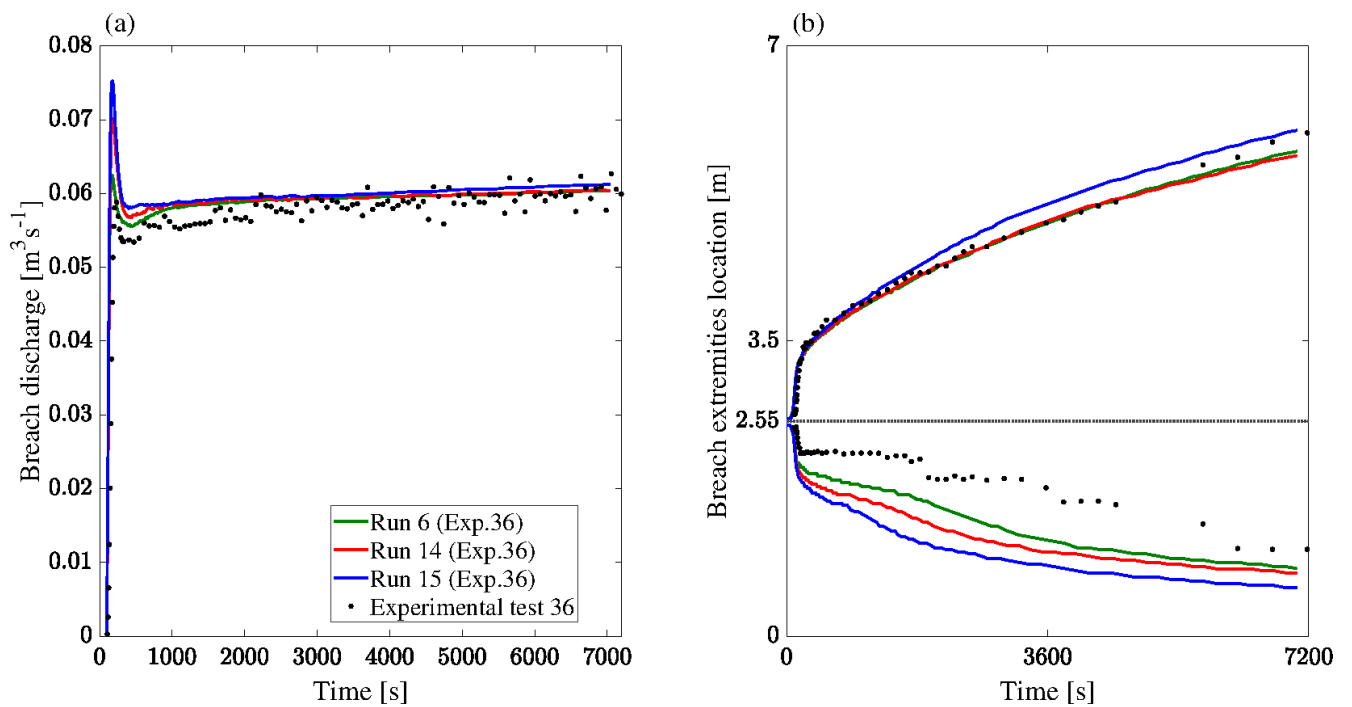 (a)
0.08
0.07
0.06
0.05
0.04
0.03
0.02
0.01
0
Breach discharge [m³s⁻¹]
Run 6 (Exp.36)
Run 14 (Exp.36)
Run 15 (Exp.36)
Experimental test 36
0 1000 2000 3000 4000 5000 6000 7000
Time [s]
(b)
7
3.5
2.55
0
Breach extremities location [m]
0 3600 7200
Time [s]